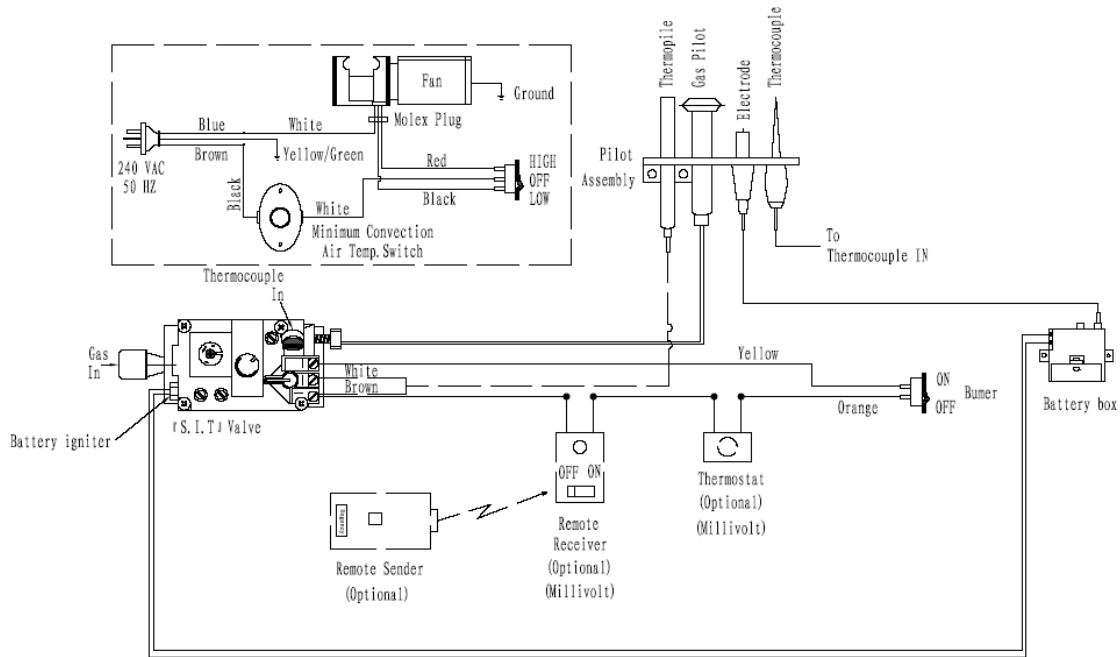 Fan
Ground
Molex Plug
Blue
White
Yellow/Green
Brown
240 VAC
50 HZ
Black
Red
HIGH
OFF
LOW
Black
White
Minimum Convection
Air Temp.Switch
Thermopile
Gas Pilot
Electrode
Thermocouple
Pilot
Assembly
To
Thermocouple IN
Thermocouple
In
Gas
In
White
Brown
Yellow
Orange
ON
OFF
Bumer
Battery box
Battery igniter
『S.I.T』Valve
OFF ON
Thermostat
(Optional)
(Millivolt)
Remote
Receiver
(Optional)
(Millivolt)
Remote Sender
(Optional)